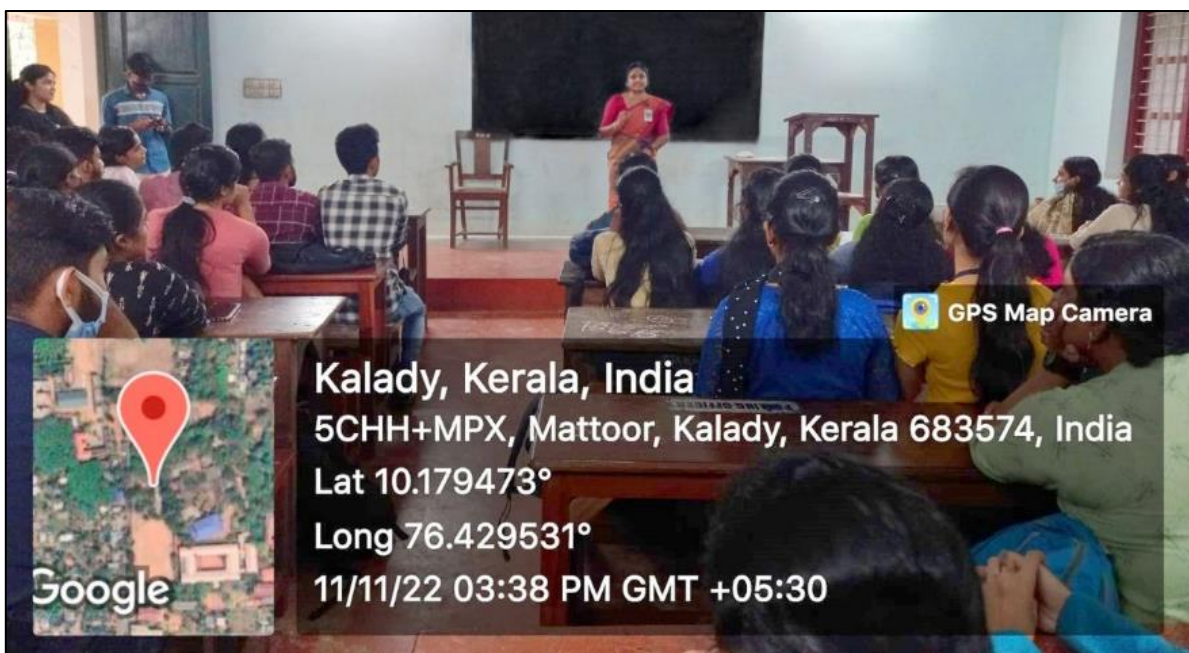 GPS Map Camera
Kalady, Kerala, India
5CHH+MPX, Mattoor, Kalady, Kerala 683574, India
Lat 10.179473°
Long 76.429531°
11/11/22 03:38 PM GMT +05:30
Google